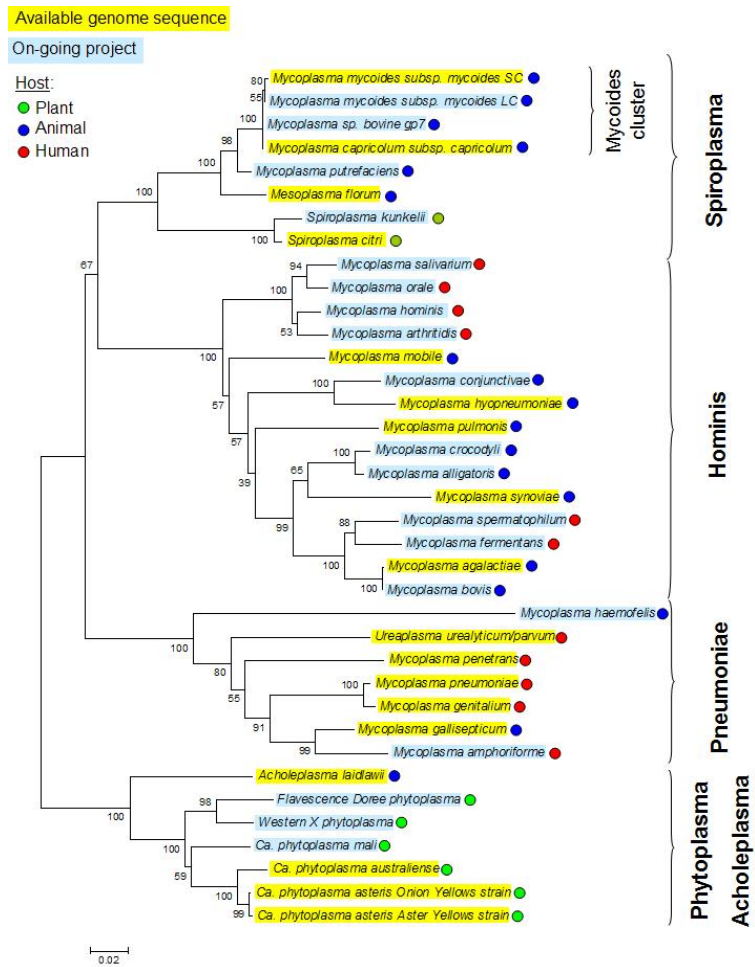 Available genome sequence
On-going project
Host:
Plant
Animal
Human
Mycoplasma mycoides subsp. mycoides SC
Mycoplasma mycoides subsp. mycoides LC
Mycoplasma sp. bovine gp7
Mycoplasma capricolum subsp. capricolum
Mycoplasma putrefaciens
Mesoplasma florum
Spiroplasma kunkelii
Spiroplasma citri
Mycoplasma salivarium
Mycoplasma orale
Mycoplasma hominis
Mycoplasma arthritidis
Mycoplasma mobile
Mycoplasma conjunctivae
Mycoplasma hyopneumoniae
Mycoplasma pulmonis
Mycoplasma crocodyli
Mycoplasma alligatoris
Mycoplasma synoviae
Mycoplasma spermatophilum
Mycoplasma fermentans
Mycoplasma agalactiae
Mycoplasma bovis
Mycoplasma haemofelis
Ureaplasma urealyticum/parvum
Mycoplasma penetrans
Mycoplasma pneumoniae
Mycoplasma genitalium
Mycoplasma gallisepticum
Mycoplasma amphoriforme
Acholeplasma laidlawii
Flavescence Doree phytoplasma
Western X phytoplasma
Ca. phytoplasma mali
Ca. phytoplasma australiense
Ca. phytoplasma asteris Onion Yellows strain
Ca. phytoplasma asteris Aster Yellows strain
80
55
100
98
100
100
100
67
94
100
53
100
57
100
57
39
100
65
99
88
100
100
100
80
55
100
91
99
98
100
100
59
100
99
0.02
Mycoides
cluster
Spiroplasma
Hominis
Pneumoniae
Phytoplasma
Acholeplasma